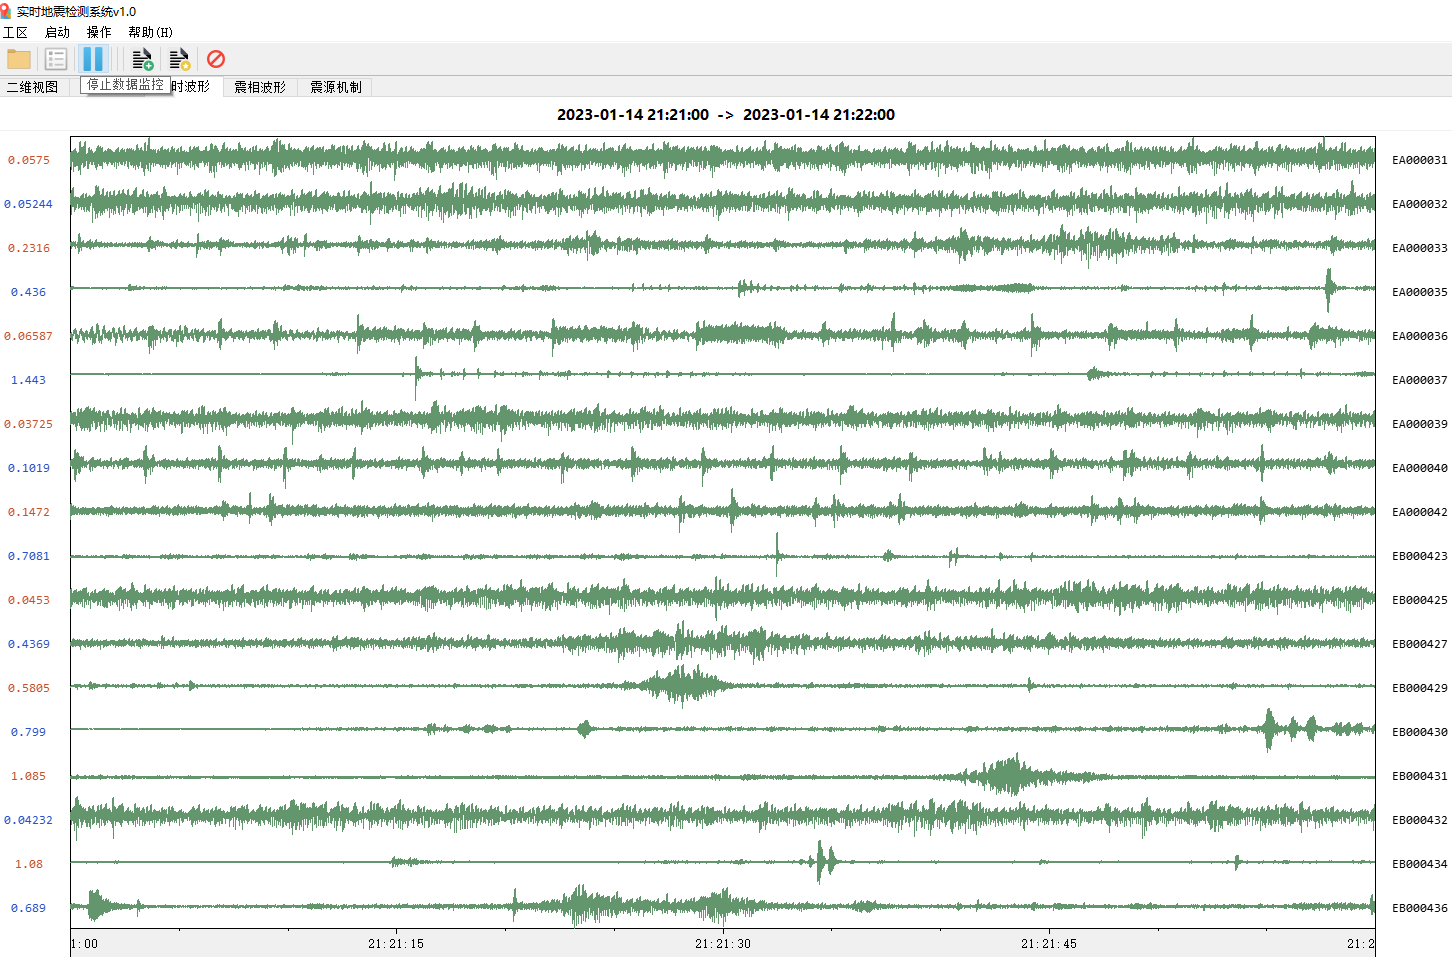 实时地震检测系统v1.0
工区 启动 操作 帮助(H)
二维视图 停止数据监控 时波形 震相波形 震源机制
2023-01-14 21:21:00 -> 2023-01-14 21:22:00
0.0575 EA000031
0.05244 EA000032
0.2316 EA000033
0.436 EA000035
0.06587 EA000036
1.443 EA000037
0.03725 EA000039
0.1019 EA000040
0.1472 EA000042
0.7081 EB000423
0.0453 EB000425
0.4369 EB000427
0.5805 EB000429
0.799 EB000430
1.085 EB000431
0.04232 EB000432
1.08 EB000434
0.689 EB000436
1:00 21:21:15 21:21:30 21:21:45 21:2